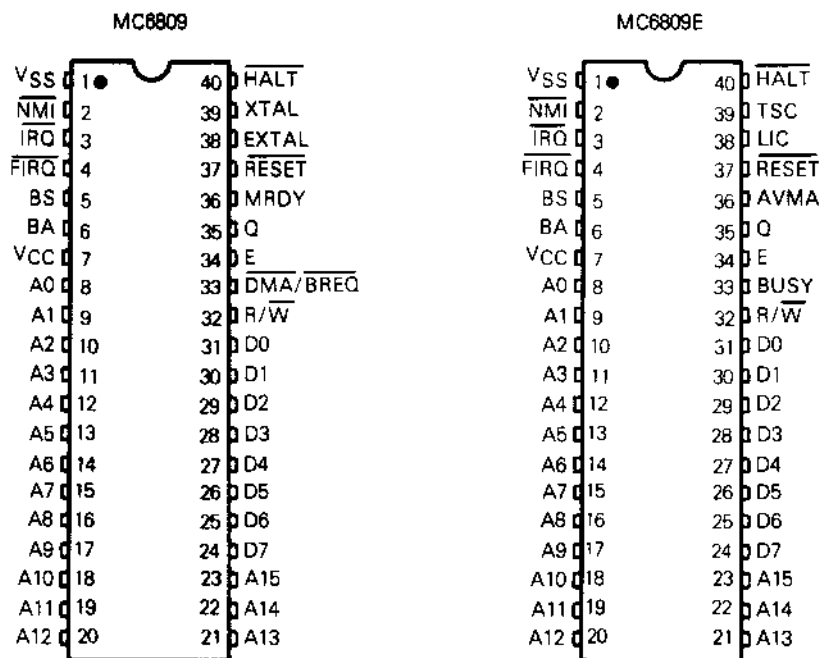 MC6809 MC6809E
VSS 1 40 HALT VSS 1 40 HALT
NMI 2 39 XTAL NMI 2 39 TSC
IRQ 3 38 EXTAL IRQ 3 38 LIC
FIRQ 4 37 RESET FIRQ 4 37 RESET
BS 5 36 MRDY BS 5 36 AVMA
BA 6 35 Q BA 6 35 Q
VCC 7 34 E VCC 7 34 E
A0 8 33 DMA/BREQ A0 8 33 BUSY
A1 9 32 R/W A1 9 32 R/W
A2 10 31 D0 A2 10 31 D0
A3 11 30 D1 A3 11 30 D1
A4 12 29 D2 A4 12 29 D2
A5 13 28 D3 A5 13 28 D3
A6 14 27 D4 A6 14 27 D4
A7 15 26 D5 A7 15 26 D5
A8 16 25 D6 A8 16 25 D6
A9 17 24 D7 A9 17 24 D7
A10 18 23 A15 A10 18 23 A15
A11 19 22 A14 A11 19 22 A14
A12 20 21 A13 A12 20 21 A13